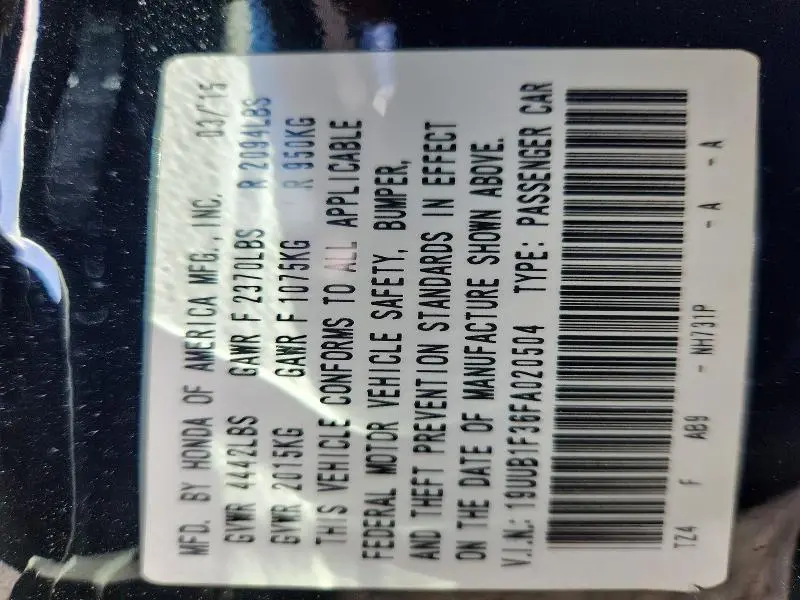 MFD. BY HONDA OF AMERICA MFG., INC. 03/'15
GVWR 4442LBS GAWR F 2370LBS R 2094LBS
GVWR 2015KG GAWR F 1075KG R 950KG
THIS VEHICLE CONFORMS TO ALL APPLICABLE
FEDERAL MOTOR VEHICLE SAFETY, BUMPER,
AND THEFT PREVENTION STANDARDS IN EFFECT
ON THE DATE OF MANUFACTURE SHOWN ABOVE.
V.I.N.: 19UUB1F36FA020504 TYPE: PASSENGER CAR
TZ4 F AB9 - NH731P - A - A